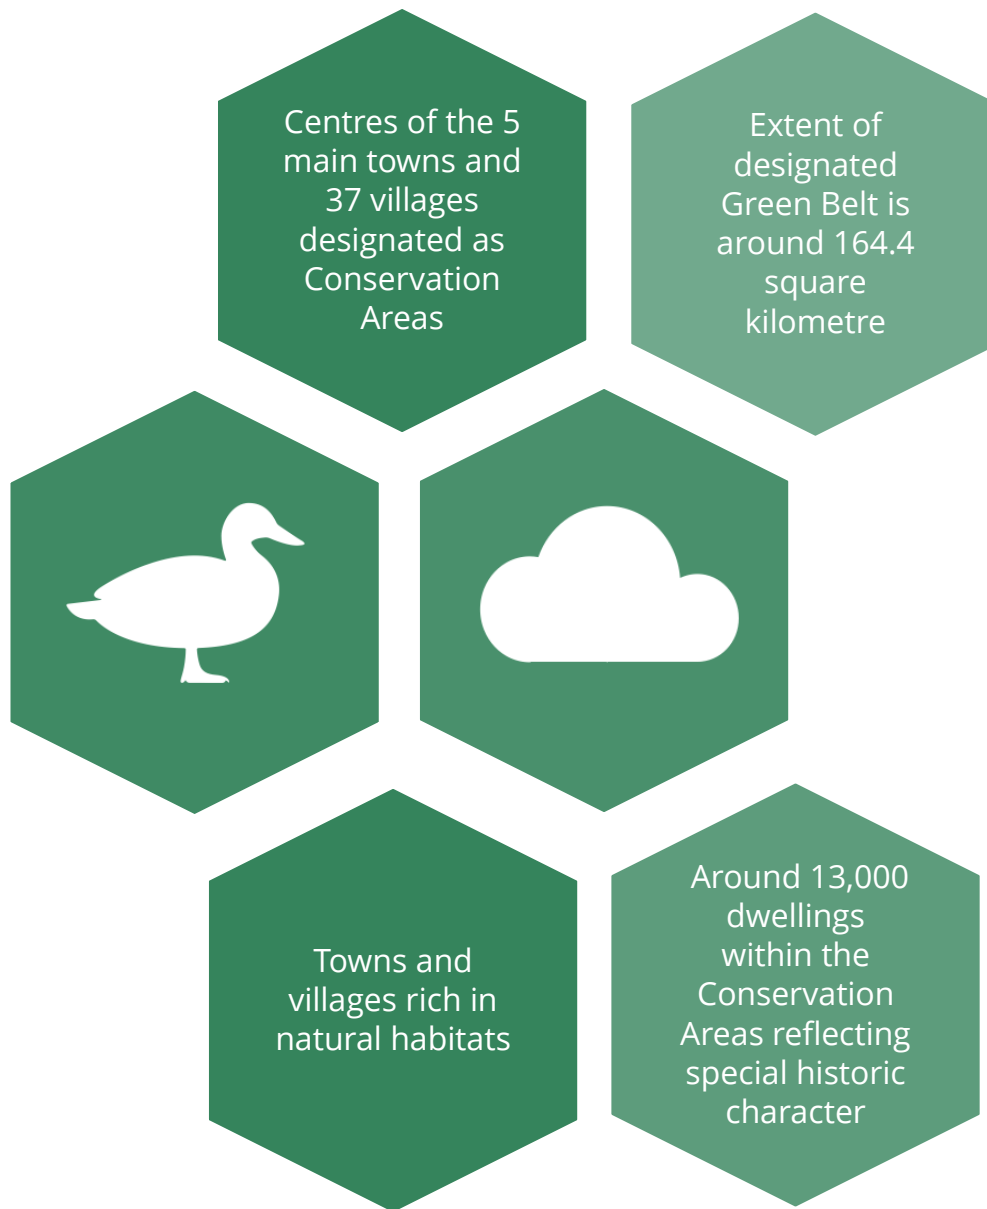 Centres of the 5
main towns and
37 villages
designated as
Conservation
Areas
Extent of
designated
Green Belt is
around 164.4
square
kilometre
Towns and
villages rich in
natural habitats
Around 13,000
dwellings
within the
Conservation
Areas reflecting
special historic
character